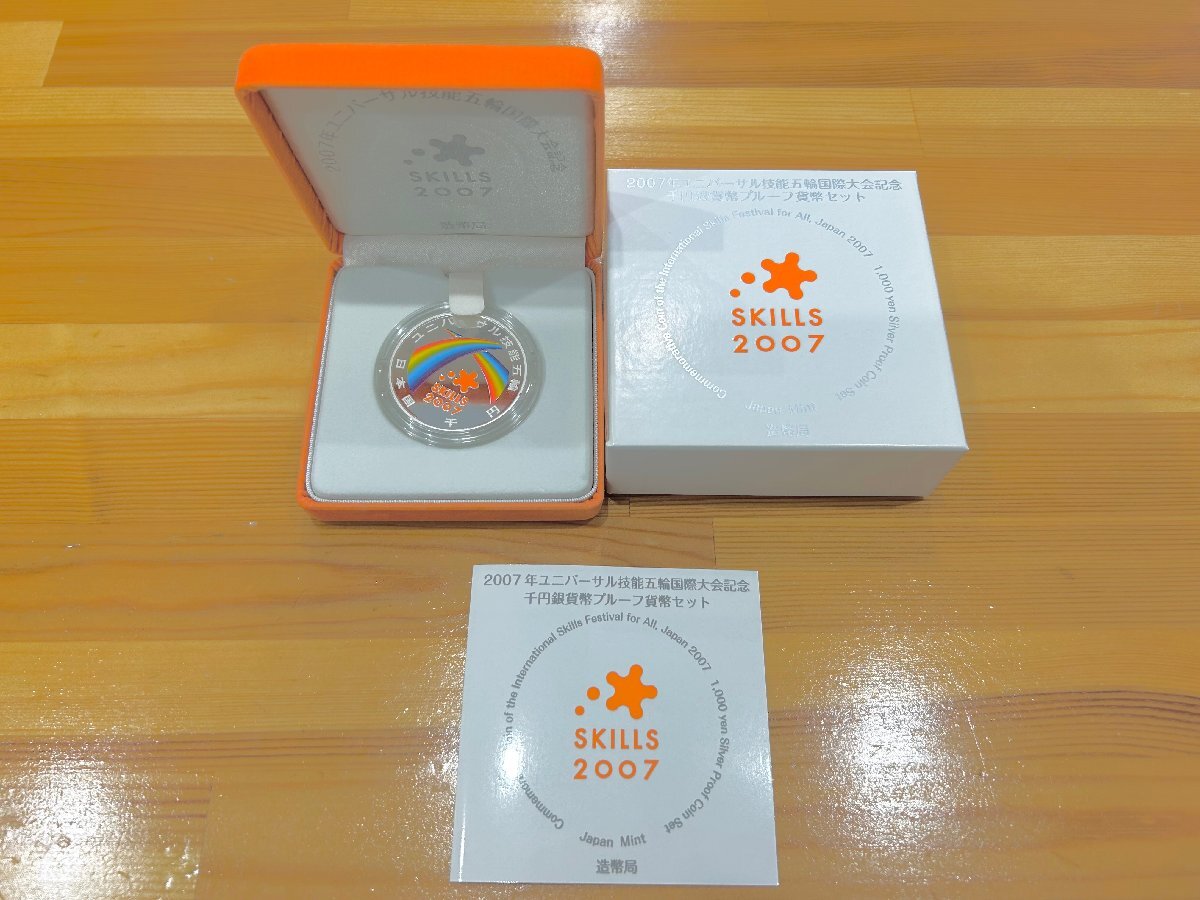 2007年ユニバーサル技能五輪国際大会記念
SKILLS
2007
造幣局
日本国 ユニバーサル技能五輪
SKILLS
2007
千円
2007年ユニバーサル技能五輪国際大会記念
千円銀貨幣プルーフ貨幣セット
Commemorative Coin of the International Skills Festival for All, Japan 2007 1,000 yen Silver Proof Coin Set
SKILLS
2007
Japan Mint
造幣局
2007年ユニバーサル技能五輪国際大会記念
千円銀貨幣プルーフ貨幣セット
of the International Skills Festival for All, Japan 2007 1,000 yen Silver Proof Coin Set
SKILLS
2007
Japan Mint
造幣局